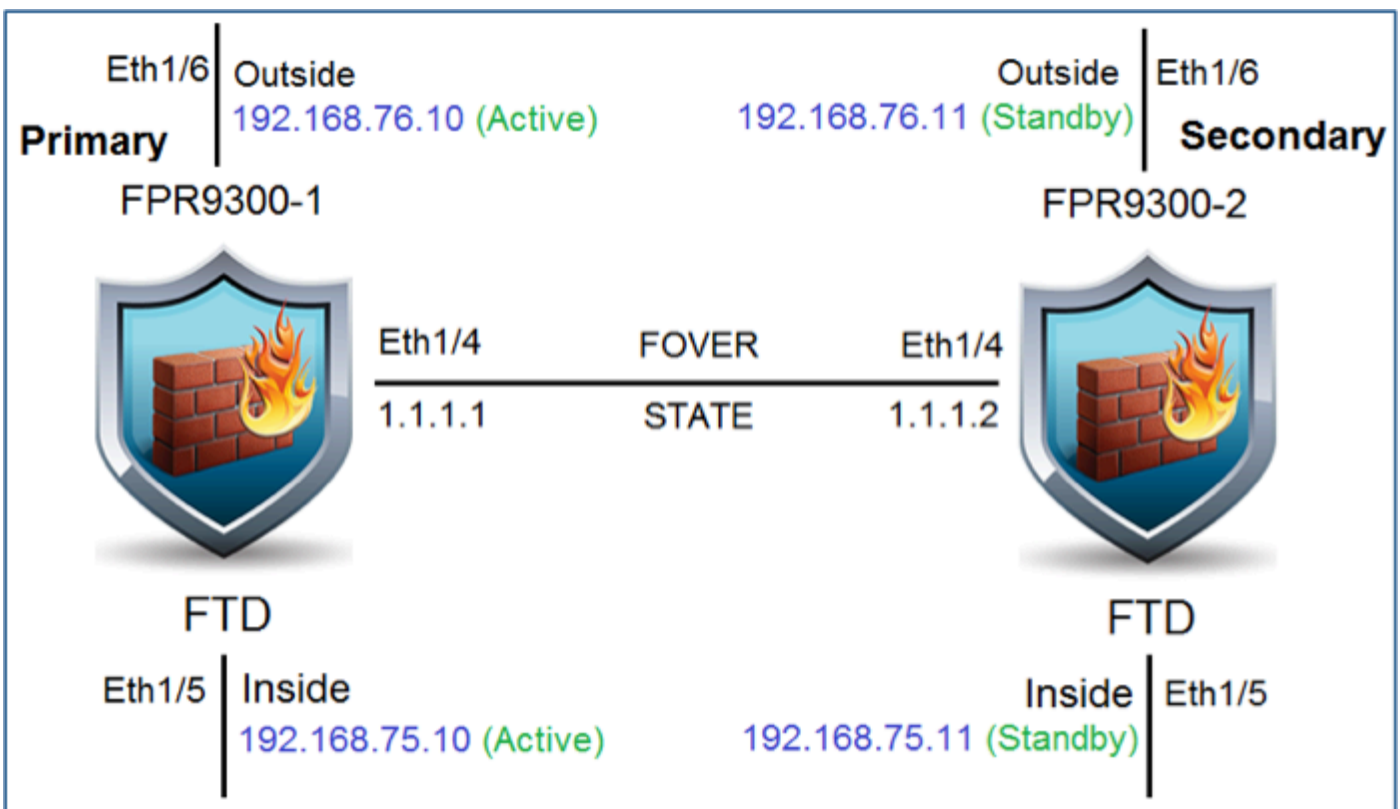 Eth1/6
Outside
192.168.76.10 (Active)
Primary
FPR9300-1
Outside
Eth1/6
192.168.76.11 (Standby)
Secondary
FPR9300-2
Eth1/4
FOVER
Eth1/4
1.1.1.1
STATE
1.1.1.2
FTD
Eth1/5
Inside
192.168.75.10 (Active)
FTD
Inside
Eth1/5
192.168.75.11 (Standby)